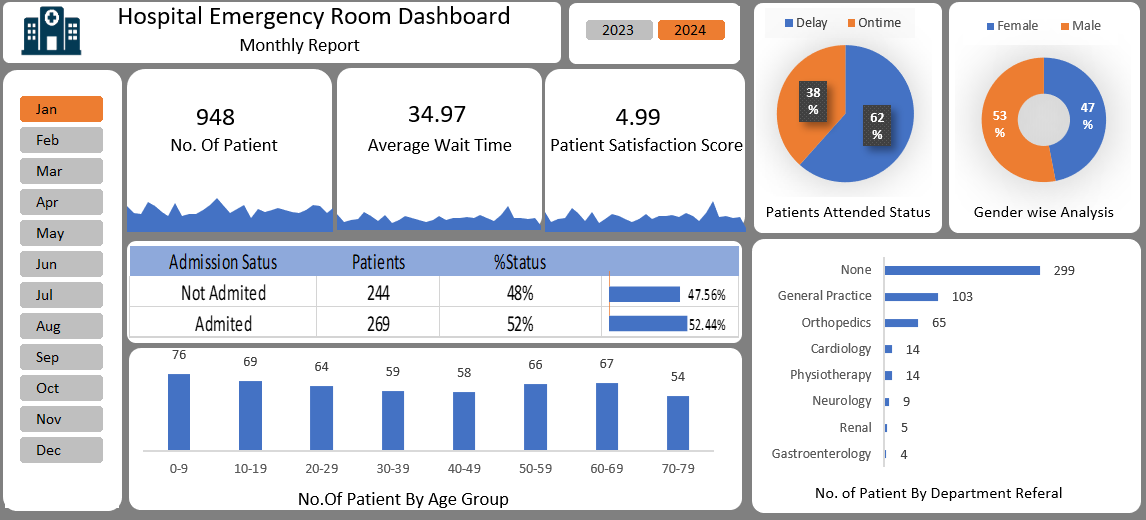 Hospital Emergency Room Dashboard
Monthly Report
2023
2024
Jan
Feb
Mar
Apr
May
Jun
Jul
Aug
Sep
Oct
Nov
Dec
948
No. Of Patient
34.97
Average Wait Time
4.99
Patient Satisfaction Score
Delay Ontime
38
%
62
%
Patients Attended Status
Female Male
53
%
47
%
Gender wise Analysis
Admission Satus Patients %Status
Not Admited 244 48% 47.56%
Admited 269 52% 52.44%
76 69 64 59 58 66 67 54
0-9 10-19 20-29 30-39 40-49 50-59 60-69 70-79
No.Of Patient By Age Group
None 299
General Practice 103
Orthopedics 65
Cardiology 14
Physiotherapy 14
Neurology 9
Renal 5
Gastroenterology 4
No. of Patient By Department Referal